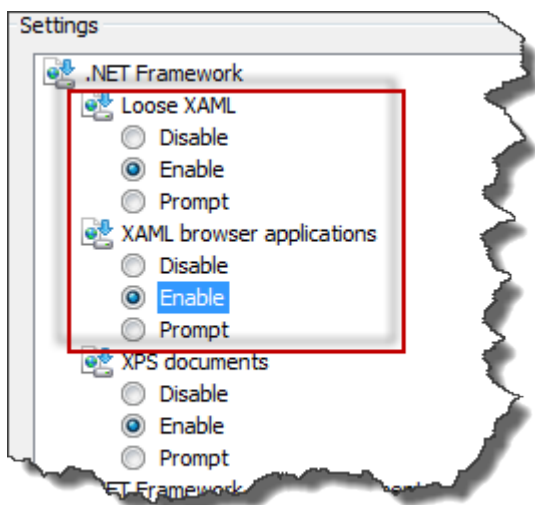 Settings
.NET Framework
Loose XAML
Disable
Enable
Prompt
XAML browser applications
Disable
Enable
Prompt
XPS documents
Disable
Enable
Prompt
Framework